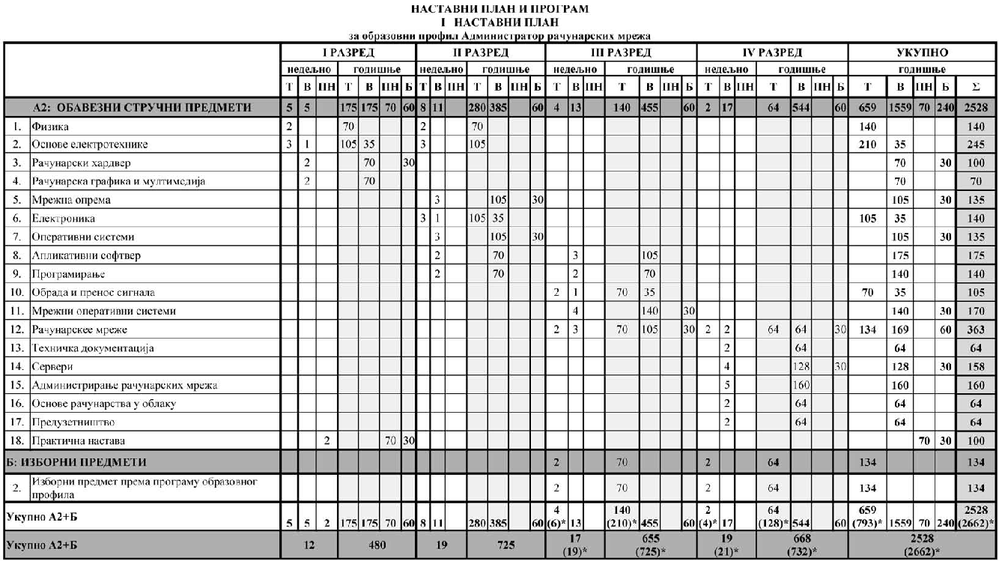 НАСТАВНИ ПЛАН И ПРОГРАМ
I НАСТАВНИ ПЛАН
за образовни профил Администратор рачунарских мрежа
I РАЗРЕД II РАЗРЕД III РАЗРЕД IV РАЗРЕД УКУПНО
недељно годишње недељно годишње недељно годишње недељно годишње годишње
Т В ПН Т В ПН Б Т В ПН Т В ПН Б Т В ПН Т В ПН Б Т В ПН Т В ПН Б Т В ПН Б Σ
А2: ОБАВЕЗНИ СТРУЧНИ ПРЕДМЕТИ 5 5 175 175 70 60 8 11 280 385 60 4 13 140 455 60 2 17 64 544 60 659 1559 70 240 2528
1. Физика 2 70 2 70 140 140
2. Основе електротехнике 3 1 105 35 3 105 210 35 245
3. Рачунарски хардвер 2 70 30 70 30 100
4. Рачунарска графика и мултимедија 2 70 70 70
5. Мрежна опрема 3 105 30 105 30 135
6. Електроника 3 1 105 35 105 35 140
7. Оперативни системи 3 105 30 105 30 135
8. Апликативни софтвер 2 70 3 105 175 175
9. Програмирање 2 70 2 70 140 140
10. Обрада и пренос сигнала 2 1 70 35 70 35 105
11. Мрежни оперативни системи 4 140 30 140 30 170
12. Рачунарскее мреже 2 3 70 105 30 2 2 64 64 30 134 169 60 363
13. Техничка документација 2 64 64 64
14. Сервери 4 128 30 128 30 158
15. Администрирање рачунарских мрежа 5 160 160 160
16. Основе рачунарства у облаку 2 64 64 64
17. Предузетништво 2 64 64 64
18. Практична настава 2 70 30 70 30 100
Б: ИЗБОРНИ ПРЕДМЕТИ 2 70 2 64 134 134
2. Изборни предмет према програму образовног
профила 2 70 2 64 134 134
4 140 2 64 659 2528
Укупно А2+Б 5 5 2 175 175 70 60 8 11 280 385 60 (6)* 13 (210)* 455 60 (4)* 17 (128)* 544 60 (793)* 1559 70 240 (2662)*
Укупно А2+Б 12 480 19 725 17 655 19 668 2528
(19)* (725)* (21)* (732)* (2662)*